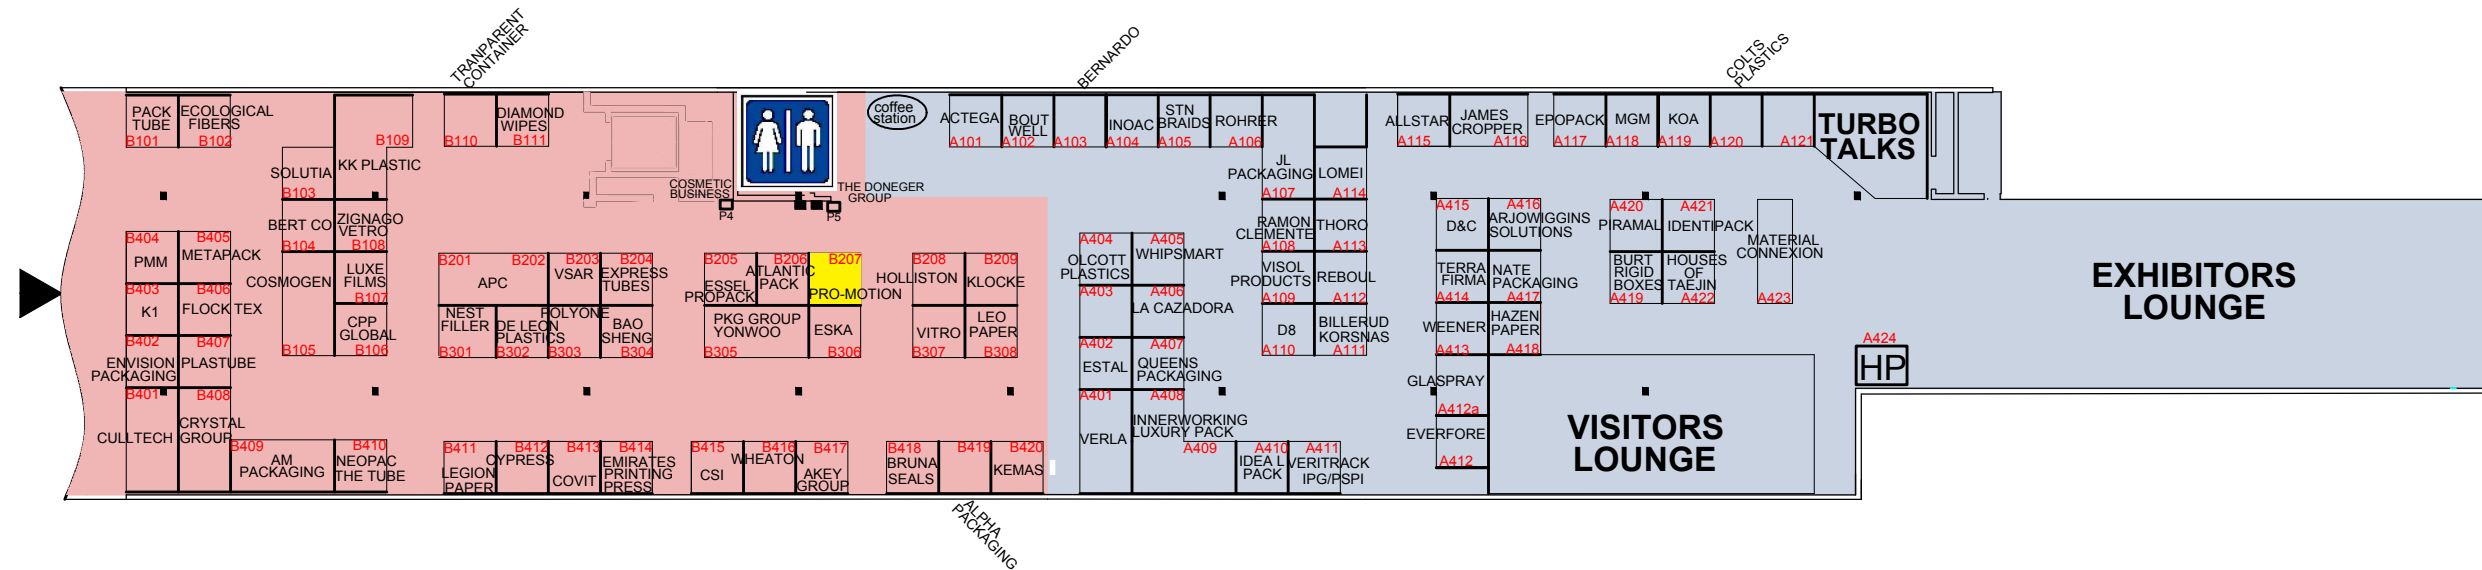 TRANPARENT
CONTAINER
BERNARDO
COLTS
PLASTICS
PACK
TUBE
B101
ECOLOGICAL
FIBERS
B102
B109
KK PLASTIC
SOLUTIA
B103
B110
DIAMOND
WIPES
B111
COSMETIC
BUSINESS
P4
THE DONEGER
GROUP
P5
coffee
station
ACTEGA
A101
BOUT
WELL
A102
A103
INOAC
A104
STN
BRAIDS
A105
ROHRER
A106
JL
PACKAGING
A107
LOMEI
A114
ALLSTAR
A115
JAMES
CROPPER
A116
EPOPACK
A117
MGM
A118
KOA
A119
A120
A121
TURBO
TALKS
BERT CO
B104
ZIGNAGO
VETRO
B108
B404
PMM
B405
METAPACK
COSMOGEN
B105
LUXE
FILMS
B107
CPP
GLOBAL
B106
B403
K1
B406
FLOCK TEX
B402
ENVISION
PACKAGING
B407
PLASTUBE
B401
CULLTECH
B408
CRYSTAL
GROUP
B409
AM
PACKAGING
B410
NEOPAC
THE TUBE
B201
B202
APC
B203
VSAR
B204
EXPRESS
TUBES
NEST
FILLER
B301
DE LEON
PLASTICS
B302
POLYONE
B303
BAO
SHENG
B304
B205
ESSEL
PROPACK
B206
ATLANTIC
PACK
B207
PRO-MOTION
PKG GROUP
YONWOO
B305
ESKA
B306
B208
HOLLISTON
B209
KLOCKE
VITRO
B307
LEO
PAPER
B308
B411
LEGION
PAPER
B412
CYPRESS
B413
COVIT
B414
EMIRATES
PRINTING
PRESS
B415
CSI
B416
WHEATON
B417
AKEY
GROUP
B418
BRUNA
SEALS
B419
B420
KEMAS
ALPHA
PACKAGING
A404
OLCOTT
PLASTICS
A405
WHIPSMART
A403
A406
LA CAZADORA
A402
ESTAL
A407
QUEENS
PACKAGING
A401
VERLA
A408
INNERWORKING
LUXURY PACK
A409
A410
IDEA L
PACK
A411
VERITRACK
IPG/PSPI
RAMON
CLEMENTE
A108
THORO
A113
VISOL
PRODUCTS
A109
REBOUL
A112
D8
A110
BILLERUD
KORSNAS
A111
A415
D&C
A416
ARJOWIGGINS
SOLUTIONS
TERRA
FIRMA
A414
NATE
PACKAGING
A417
WEENER
A413
HAZEN
PAPER
A418
GLASPRAY
A412a
EVERFORE
A412
A420
PIRAMAL
A421
IDENTIPACK
BURT
RIGID
BOXES
A419
HOUSES
OF
TAEJIN
A422
MATERIAL
CONNEXION
A423
VISITORS
LOUNGE
A424
HP
EXHIBITORS
LOUNGE